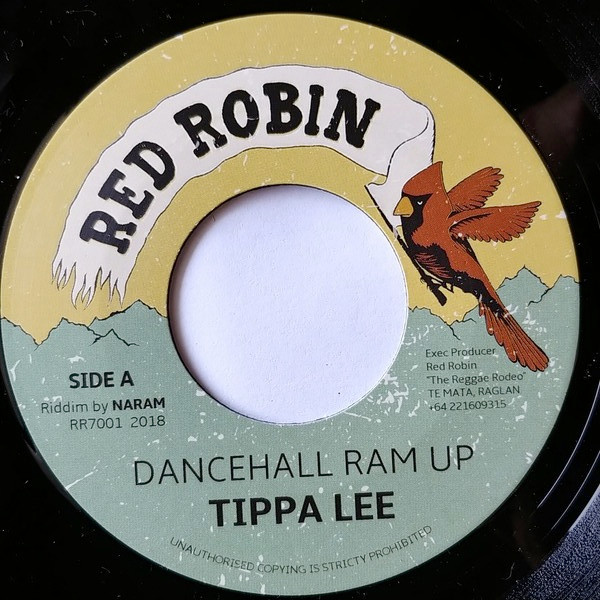 RED ROBIN
SIDE A
Riddim by NARAM
RR7001 2018
Exec Producer
Red Robin
"The Reggae Rodeo"
TE MATA, RAGLAN
+64 221609315
DANCEHALL RAM UP
TIPPA LEE
UNAUTHORISED COPYING IS STRICTY PROHIBITED